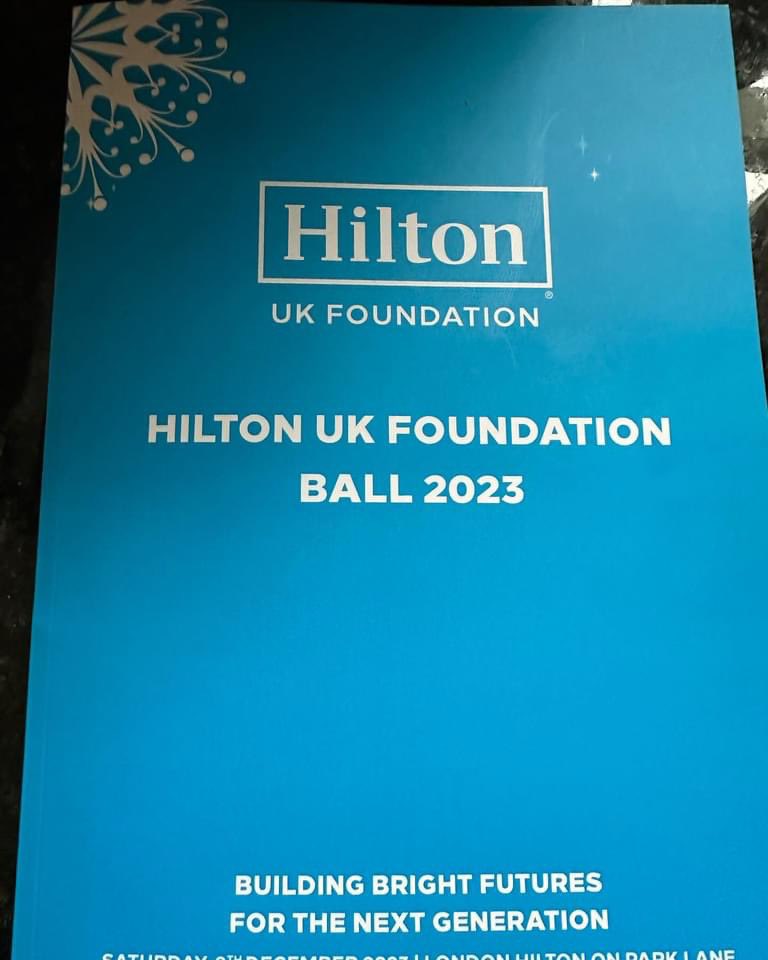 Hilton
®
UK FOUNDATION
HILTON UK FOUNDATION
BALL 2023
BUILDING BRIGHT FUTURES
FOR THE NEXT GENERATION
SATURDAY DECEMBER 2023 | LONDON HILTON ON PARK LANE